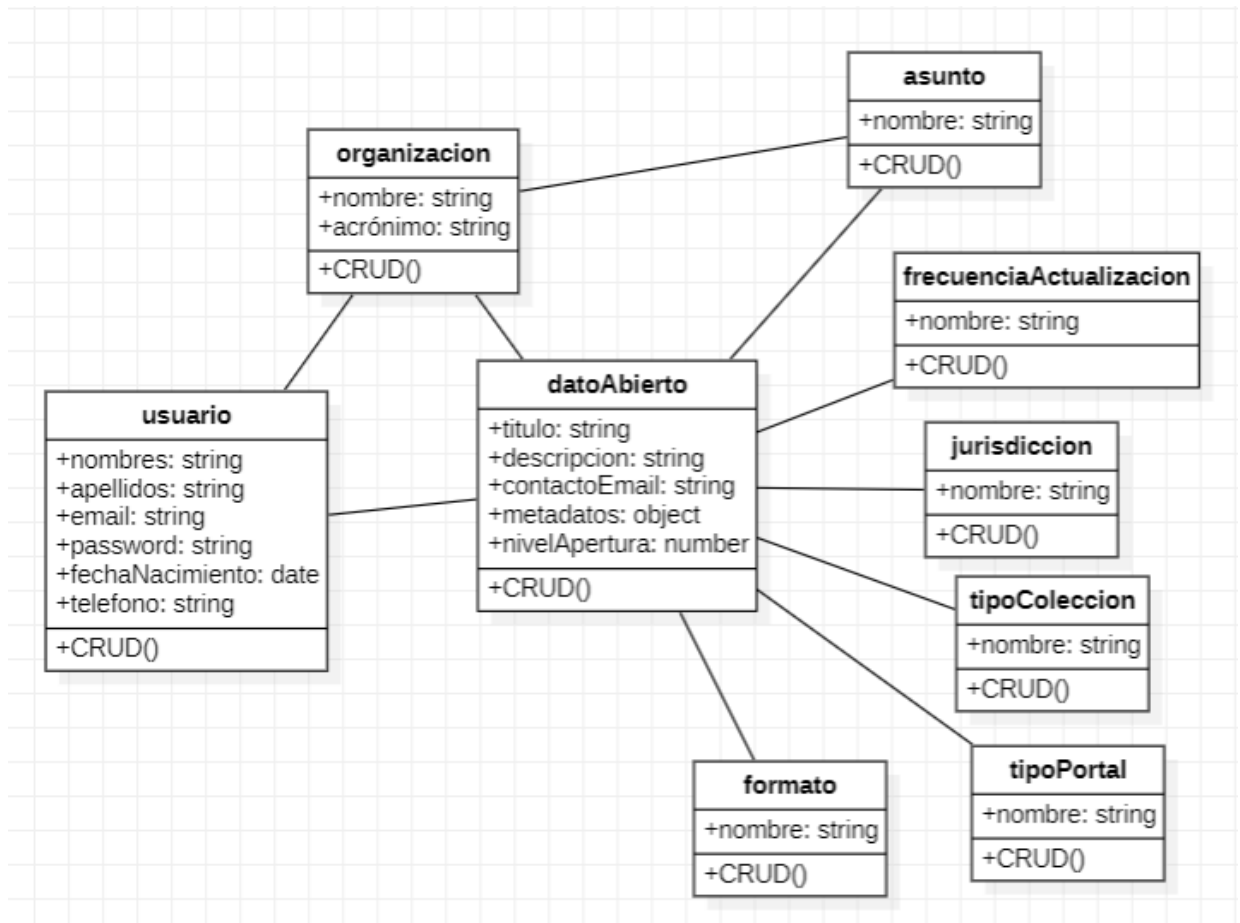 asunto
+nombre: string
+CRUD()
organizacion
+nombre: string
+acrónimo: string
+CRUD()
frecuenciaActualizacion
+nombre: string
+CRUD()
datoAbierto
+titulo: string
+descripcion: string
+contactoEmail: string
+metadatos: object
+nivelApertura: number
+CRUD()
usuario
+nombres: string
+apellidos: string
+email: string
+password: string
+fechaNacimiento: date
+telefono: string
+CRUD()
jurisdiccion
+nombre: string
+CRUD()
tipoColeccion
+nombre: string
+CRUD()
tipoPortal
+nombre: string
+CRUD()
formato
+nombre: string
+CRUD()